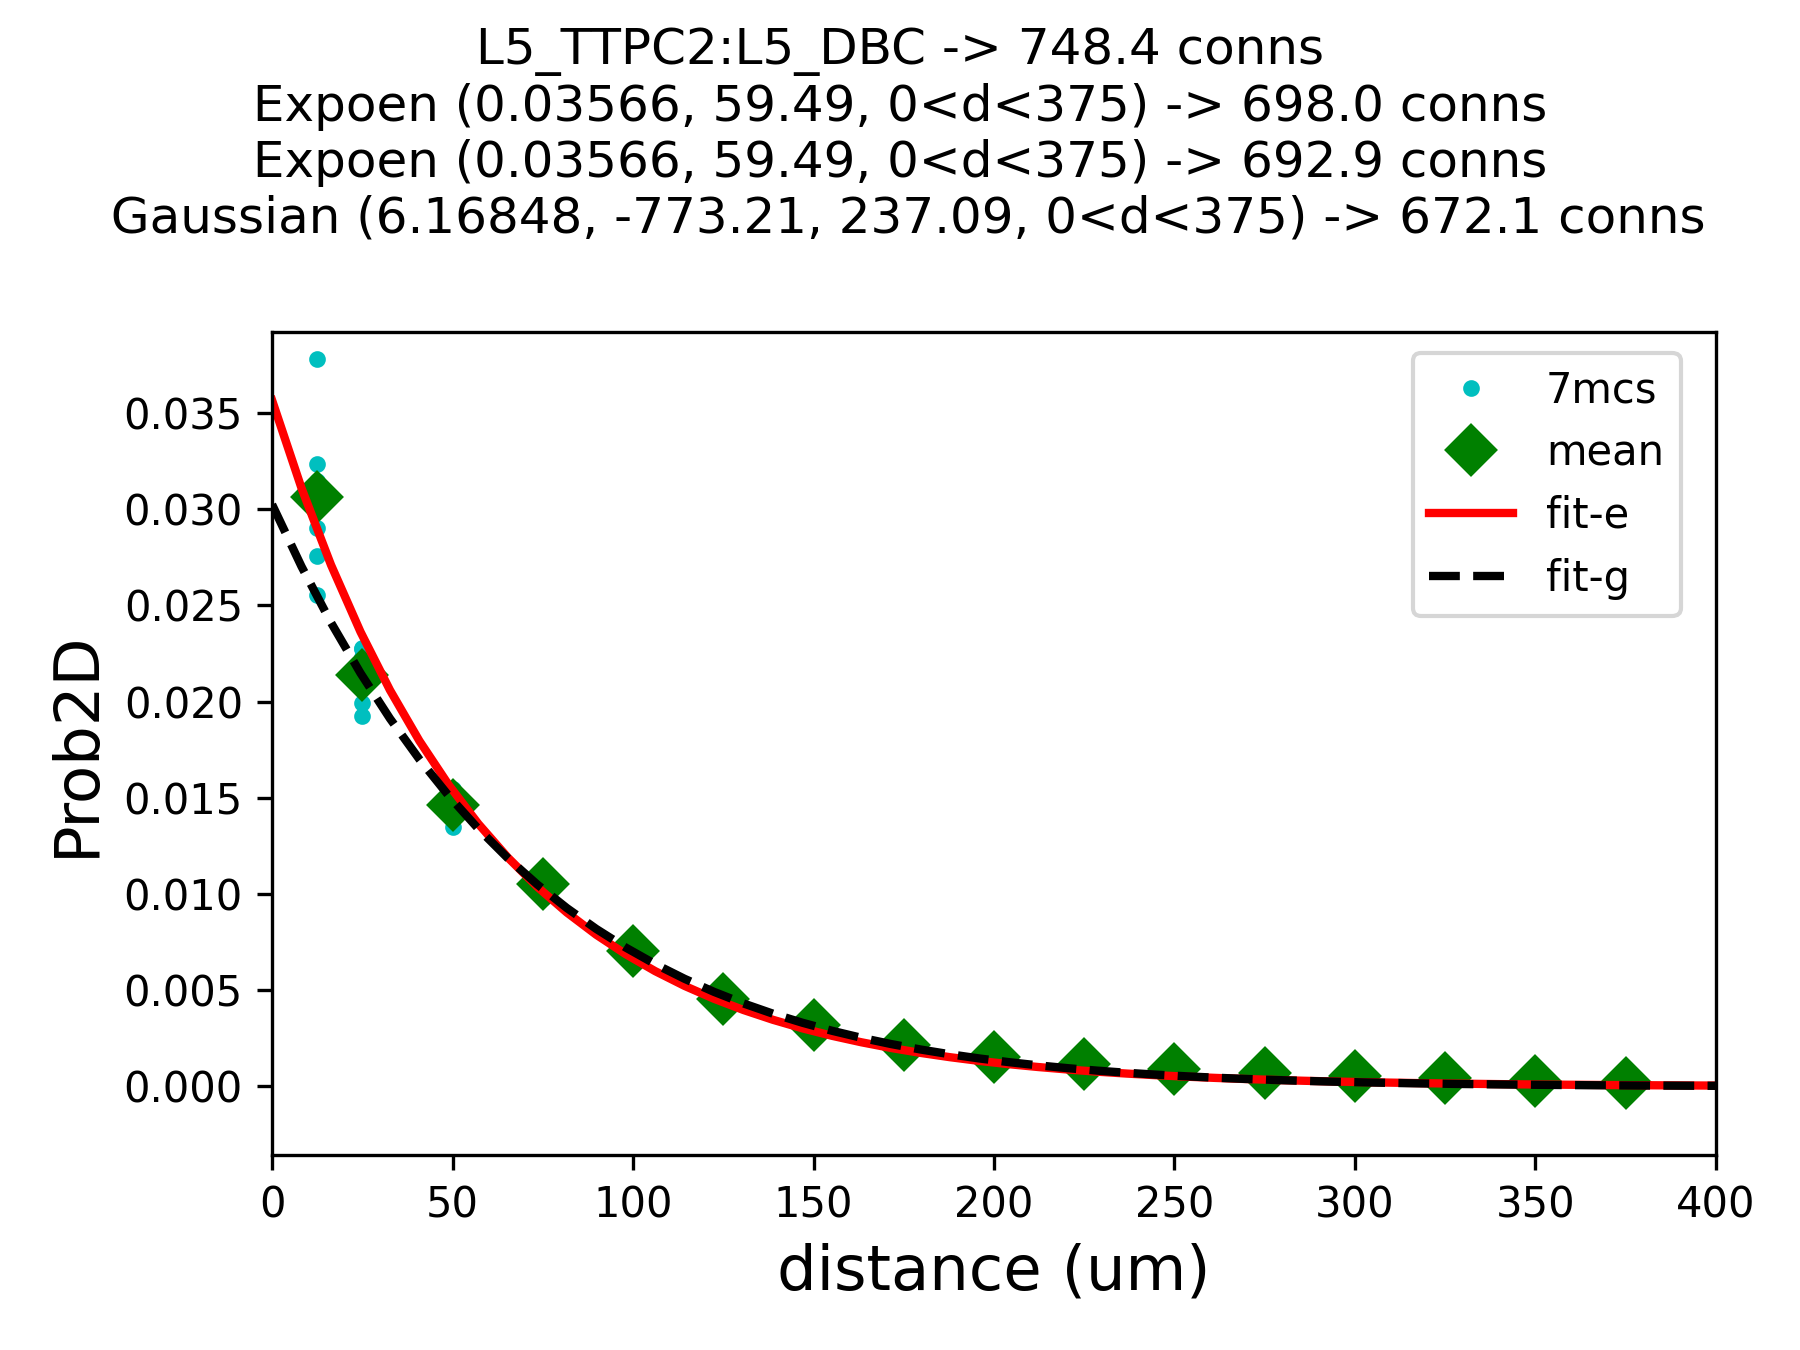 L5_TTPC2:L5_DBC -> 748.4 conns
Expoen (0.03566, 59.49, 0<d<375) -> 698.0 conns
Expoen (0.03566, 59.49, 0<d<375) -> 692.9 conns
Gaussian (6.16848, -773.21, 237.09, 0<d<375) -> 672.1 conns
7mcs
mean
fit-e
fit-g
Prob2D
0.035
0.030
0.025
0.020
0.015
0.010
0.005
0.000
0 50 100 150 200 250 300 350 400
distance (um)